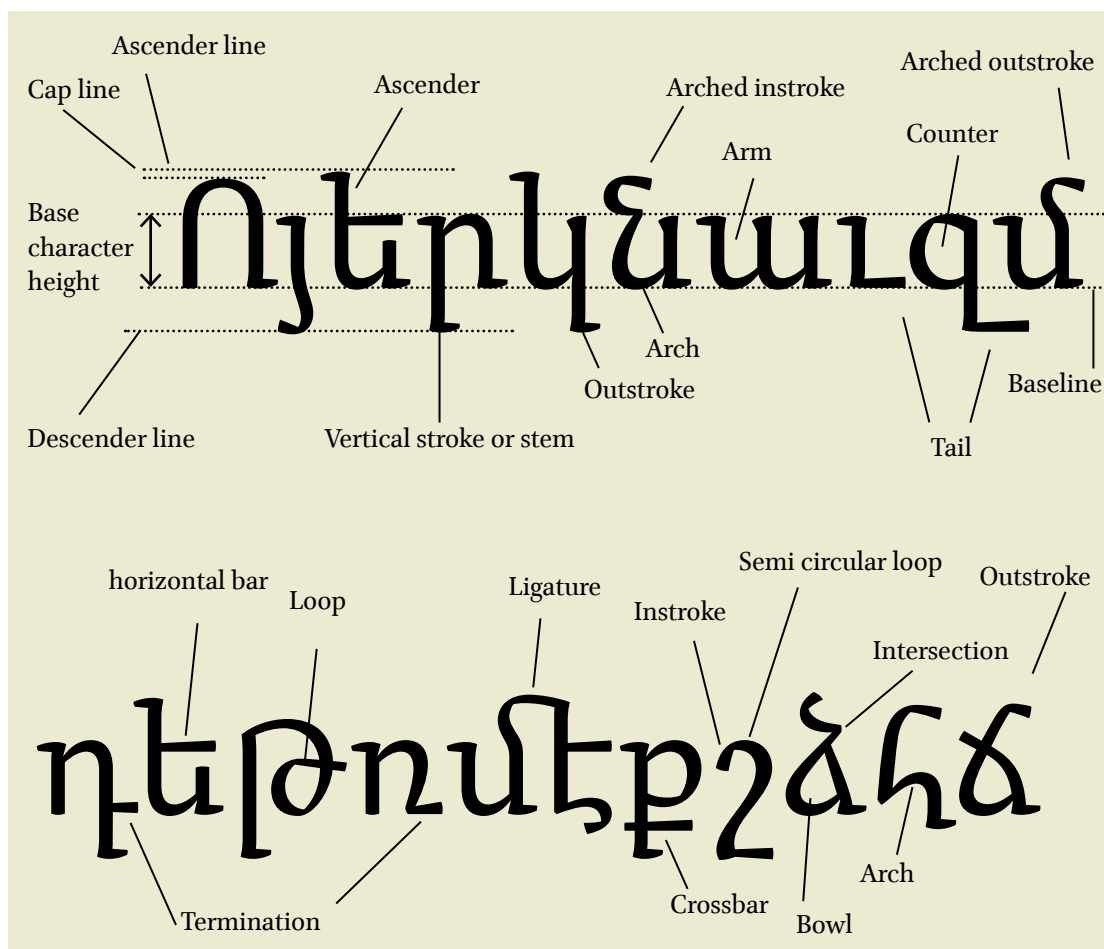 Ascender line
Cap line
Ascender
Arched instroke
Arched outstroke
Arm
Counter
Base
character
height
Ոյերկնաւզմ
Arch
Outstroke
Baseline
Descender line
Vertical stroke or stem
Tail
horizontal bar
Loop
Ligature
Instroke
Semi circular loop
Outstroke
Intersection
դեթռմէքշձհճ
Termination
Crossbar
Bowl
Arch